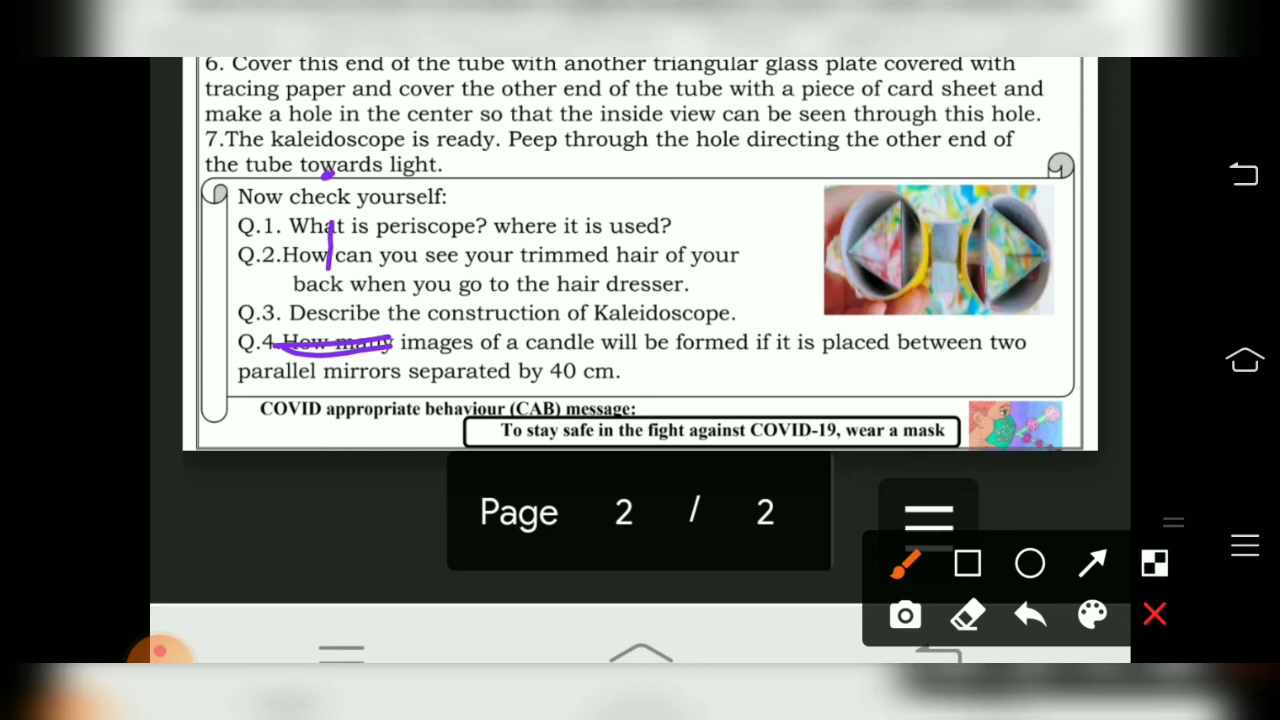 6. Cover this end of the tube with another triangular glass plate covered with
tracing paper and cover the other end of the tube with a piece of card sheet and
make a hole in the center so that the inside view can be seen through this hole.
7.The kaleidoscope is ready. Peep through the hole directing the other end of
the tube towards light.
Now check yourself:
Q.1. What is periscope? where it is used?
Q.2.How can you see your trimmed hair of your
back when you go to the hair dresser.
Q.3. Describe the construction of Kaleidoscope.
Q.4.How many images of a candle will be formed if it is placed between two
parallel mirrors separated by 40 cm.
COVID appropriate behaviour (CAB) message:
To stay safe in the fight against COVID-19, wear a mask
Page 2 / 2